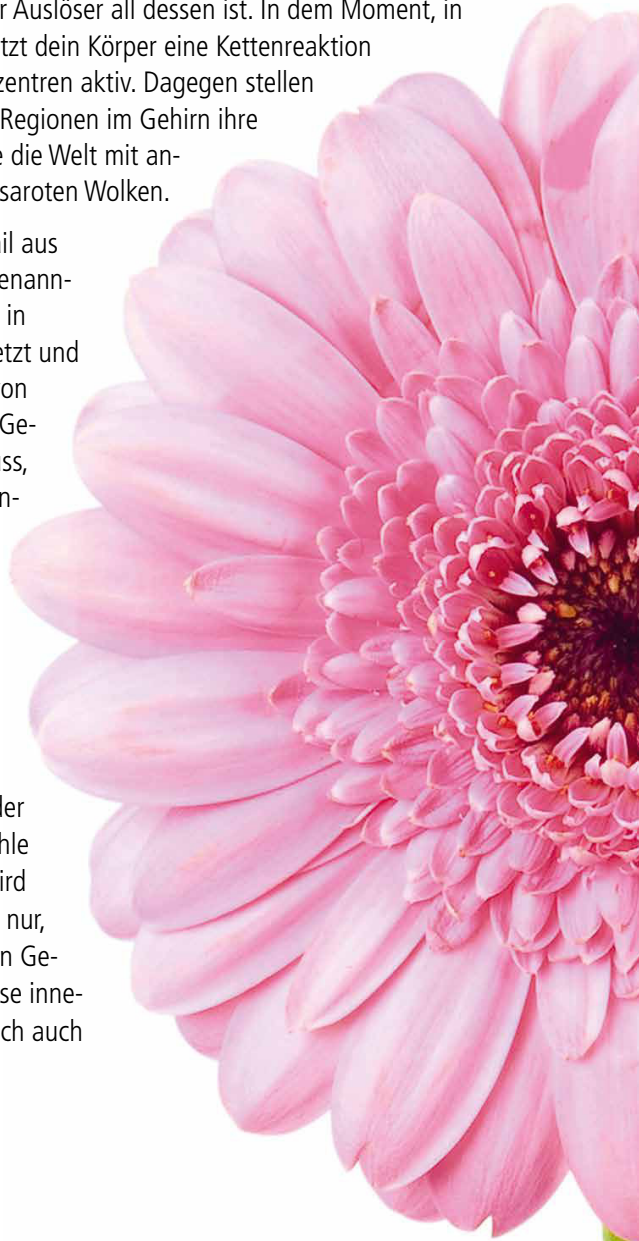 r Auslöser all dessen ist. In dem Moment, in
tzt dein Körper eine Kettenreaktion
zentren aktiv. Dagegen stellen
Regionen im Gehirn ihre
e die Welt mit an-
saroten Wolken.
il aus
enann-
in
etzt und
on
Ge-
ss,
n-
der
hle
ird
nur,
n Ge-
se inne-
ch auch